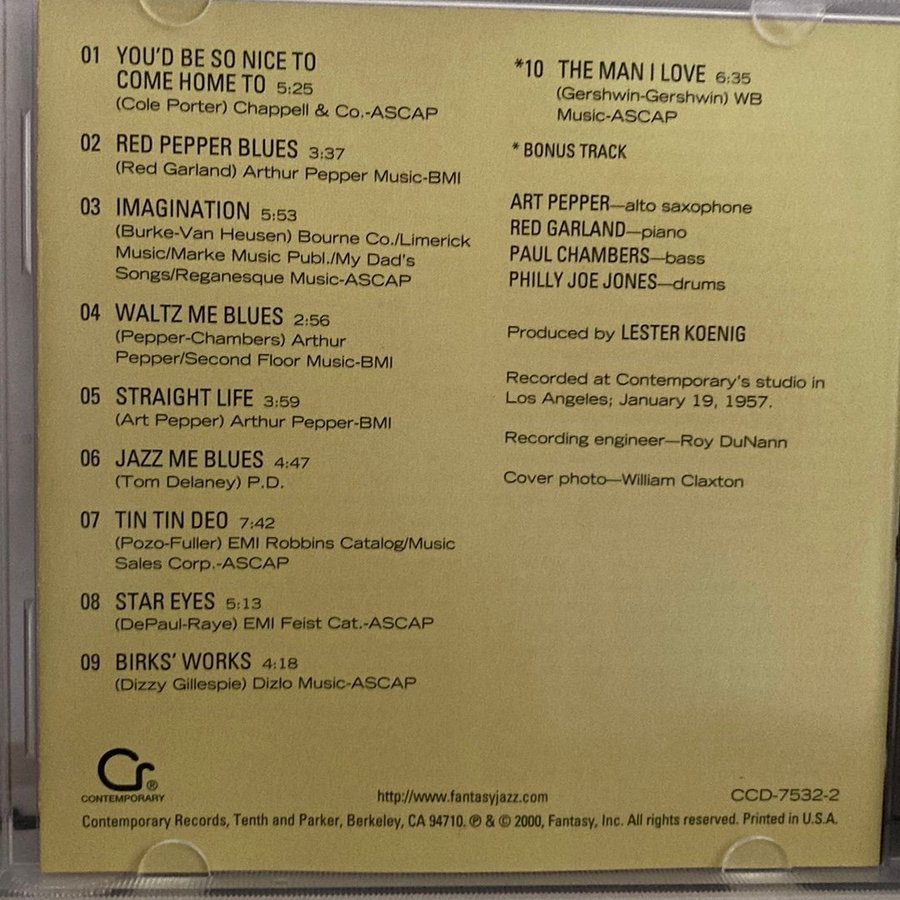 01 YOU'D BE SO NICE TO
COME HOME TO 5:25
(Cole Porter) Chappell & Co.-ASCAP
02 RED PEPPER BLUES 3:37
(Red Garland) Arthur Pepper Music-BMI
03 IMAGINATION 5:53
(Burke-Van Heusen) Bourne Co./Limerick
Music/Marke Music Publ./My Dad's
Songs/Reganesque Music-ASCAP
04 WALTZ ME BLUES 2:56
(Pepper-Chambers) Arthur
Pepper/Second Floor Music-BMI
05 STRAIGHT LIFE 3:59
(Art Pepper) Arthur Pepper-BMI
06 JAZZ ME BLUES 4:47
(Tom Delaney) P.D.
07 TIN TIN DEO 7:42
(Pozo-Fuller) EMI Robbins Catalog/Music
Sales Corp.-ASCAP
08 STAR EYES 5:13
(DePaul-Raye) EMI Feist Cat.-ASCAP
09 BIRKS' WORKS 4:18
(Dizzy Gillespie) Dizlo Music-ASCAP
*10 THE MAN I LOVE 6:35
(Gershwin-Gershwin) WB
Music-ASCAP
* BONUS TRACK
ART PEPPER—alto saxophone
RED GARLAND—piano
PAUL CHAMBERS—bass
PHILLY JOE JONES—drums
Produced by LESTER KOENIG
Recorded at Contemporary's studio in
Los Angeles; January 19, 1957.
Recording engineer—Roy DuNann
Cover photo—William Claxton
Cr®
CONTEMPORARY
http://www.fantasyjazz.com
CCD-7532-2
Contemporary Records, Tenth and Parker, Berkeley, CA 94710. ℗ & © 2000, Fantasy, Inc. All rights reserved. Printed in U.S.A.